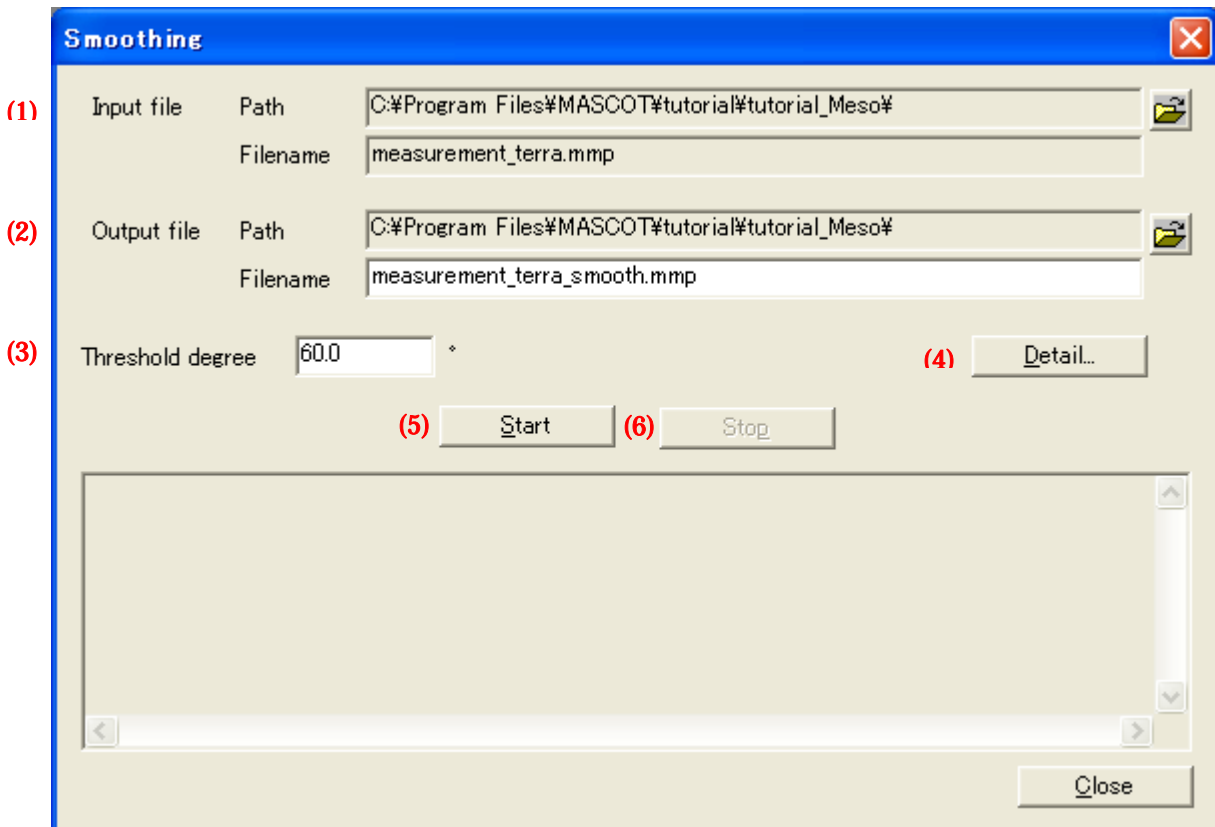 Smoothing
(1) Input file Path C:¥Program Files¥MASCOT¥tutorial¥tutorial_Meso¥
Filename measurement_terra.mmp
(2) Output file Path C:¥Program Files¥MASCOT¥tutorial¥tutorial_Meso¥
Filename measurement_terra_smooth.mmp
(3) Threshold degree 60.0 ° (4) Detail...
(5) Start (6) Stop
Close